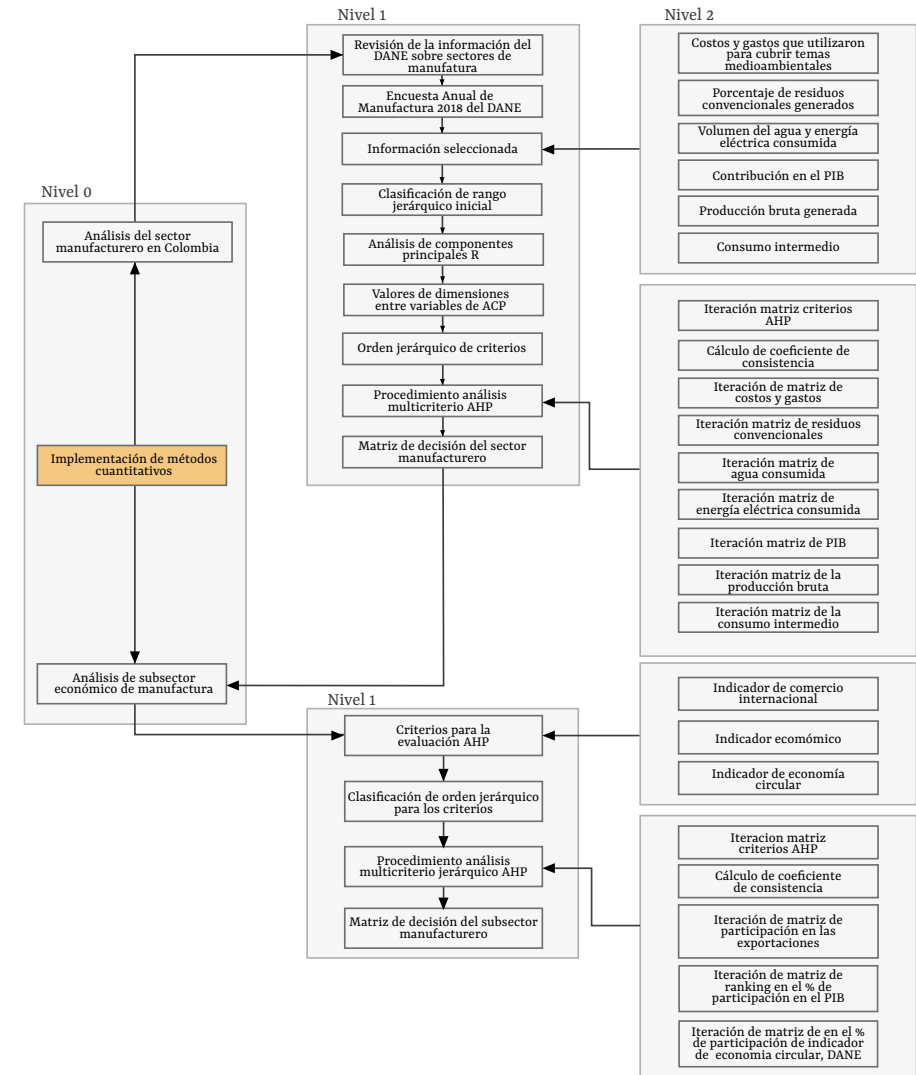 Nivel 0
Análisis del sector
manufacturero en Colombia
Implementación de métodos
cuantitativos
Análisis de subsector
económico de manufactura
Nivel 1
Revisión de la información del
DANE sobre sectores de
manufatura
Encuesta Anual de
Manufactura 2018 del DANE
Información seleccionada
Clasificación de rango
jerárquico inicial
Análisis de componentes
principales R
Valores de dimensiones
entre variables de ACP
Orden jerárquico de criterios
Procedimiento análisis
multicriterio AHP
Matriz de decisión del sector
manufacturero
Nivel 1
Criterios para la
evaluación AHP
Clasificación de orden jerárquico
para los criterios
Procedimiento análisis
multicriterio jerárquico AHP
Matriz de decisión del subsector
manufacturero
Nivel 2
Costos y gastos que utilizaron
para cubrir temas
medioambientales
Porcentaje de residuos
convencionales generados
Volumen del agua y energía
eléctrica consumida
Contribución en el PIB
Producción bruta generada
Consumo intermedio
Iteración matriz criterios
AHP
Cálculo de coeficiente de
consistencia
Iteración de matriz de
costos y gastos
Iteración matriz de residuos
convencionales
Iteración matriz de
agua consumida
Iteración matriz de
energía eléctrica consumida
Iteración matriz de PIB
Iteración matriz de la
producción bruta
Iteración matriz de la
consumo intermedio
Indicador de comercio
internacional
Indicador económico
Indicador de economía
circular
Iteracion matriz
criterios AHP
Cálculo de coeficiente
de consistencia
Iteración de matriz de
participación en las
exportaciones
Iteración de matriz de
ranking en el % de
participación en el PIB
Iteración de matriz de en el %
de participación de indicador
de economia circular, DANE